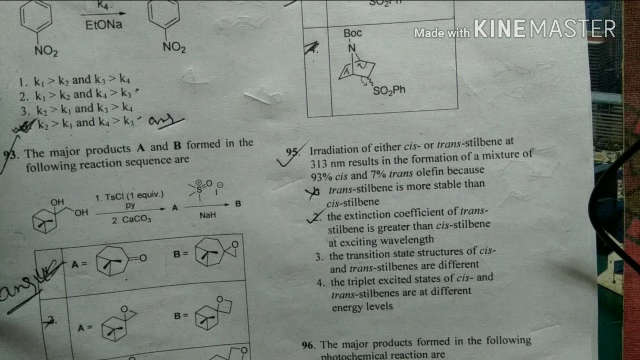 Made with KINEMASTER
K4
EtONa
NO2
NO2
1. k1 > k2 and k3 > k4
2. k1 > k2 and k4 > k3
3. k2 > k1 and k3 > k4
k2 > k1 and k4 > k3 ans
93. The major products A and B formed in the
following reaction sequence are
OH
OH
1. TsCl (1 equiv.)
py
2. CaCO3
A
S
O
I
NaH
B
ans
A =
O
B =
O
2.
A =
O
B =
O
SO2Ph
Boc
N
SO2Ph
95. Irradiation of either cis- or trans-stilbene at
313 nm results in the formation of a mixture of
93% cis and 7% trans olefin because
trans-stilbene is more stable than
cis-stilbene
2. the extinction coefficient of trans-
stilbene is greater than cis-stilbene
at exciting wavelength
3. the transition state structures of cis-
and trans-stilbenes are different
4. the triplet excited states of cis- and
trans-stilbenes are at different
energy levels
96. The major products formed in the following
photochemical reaction are